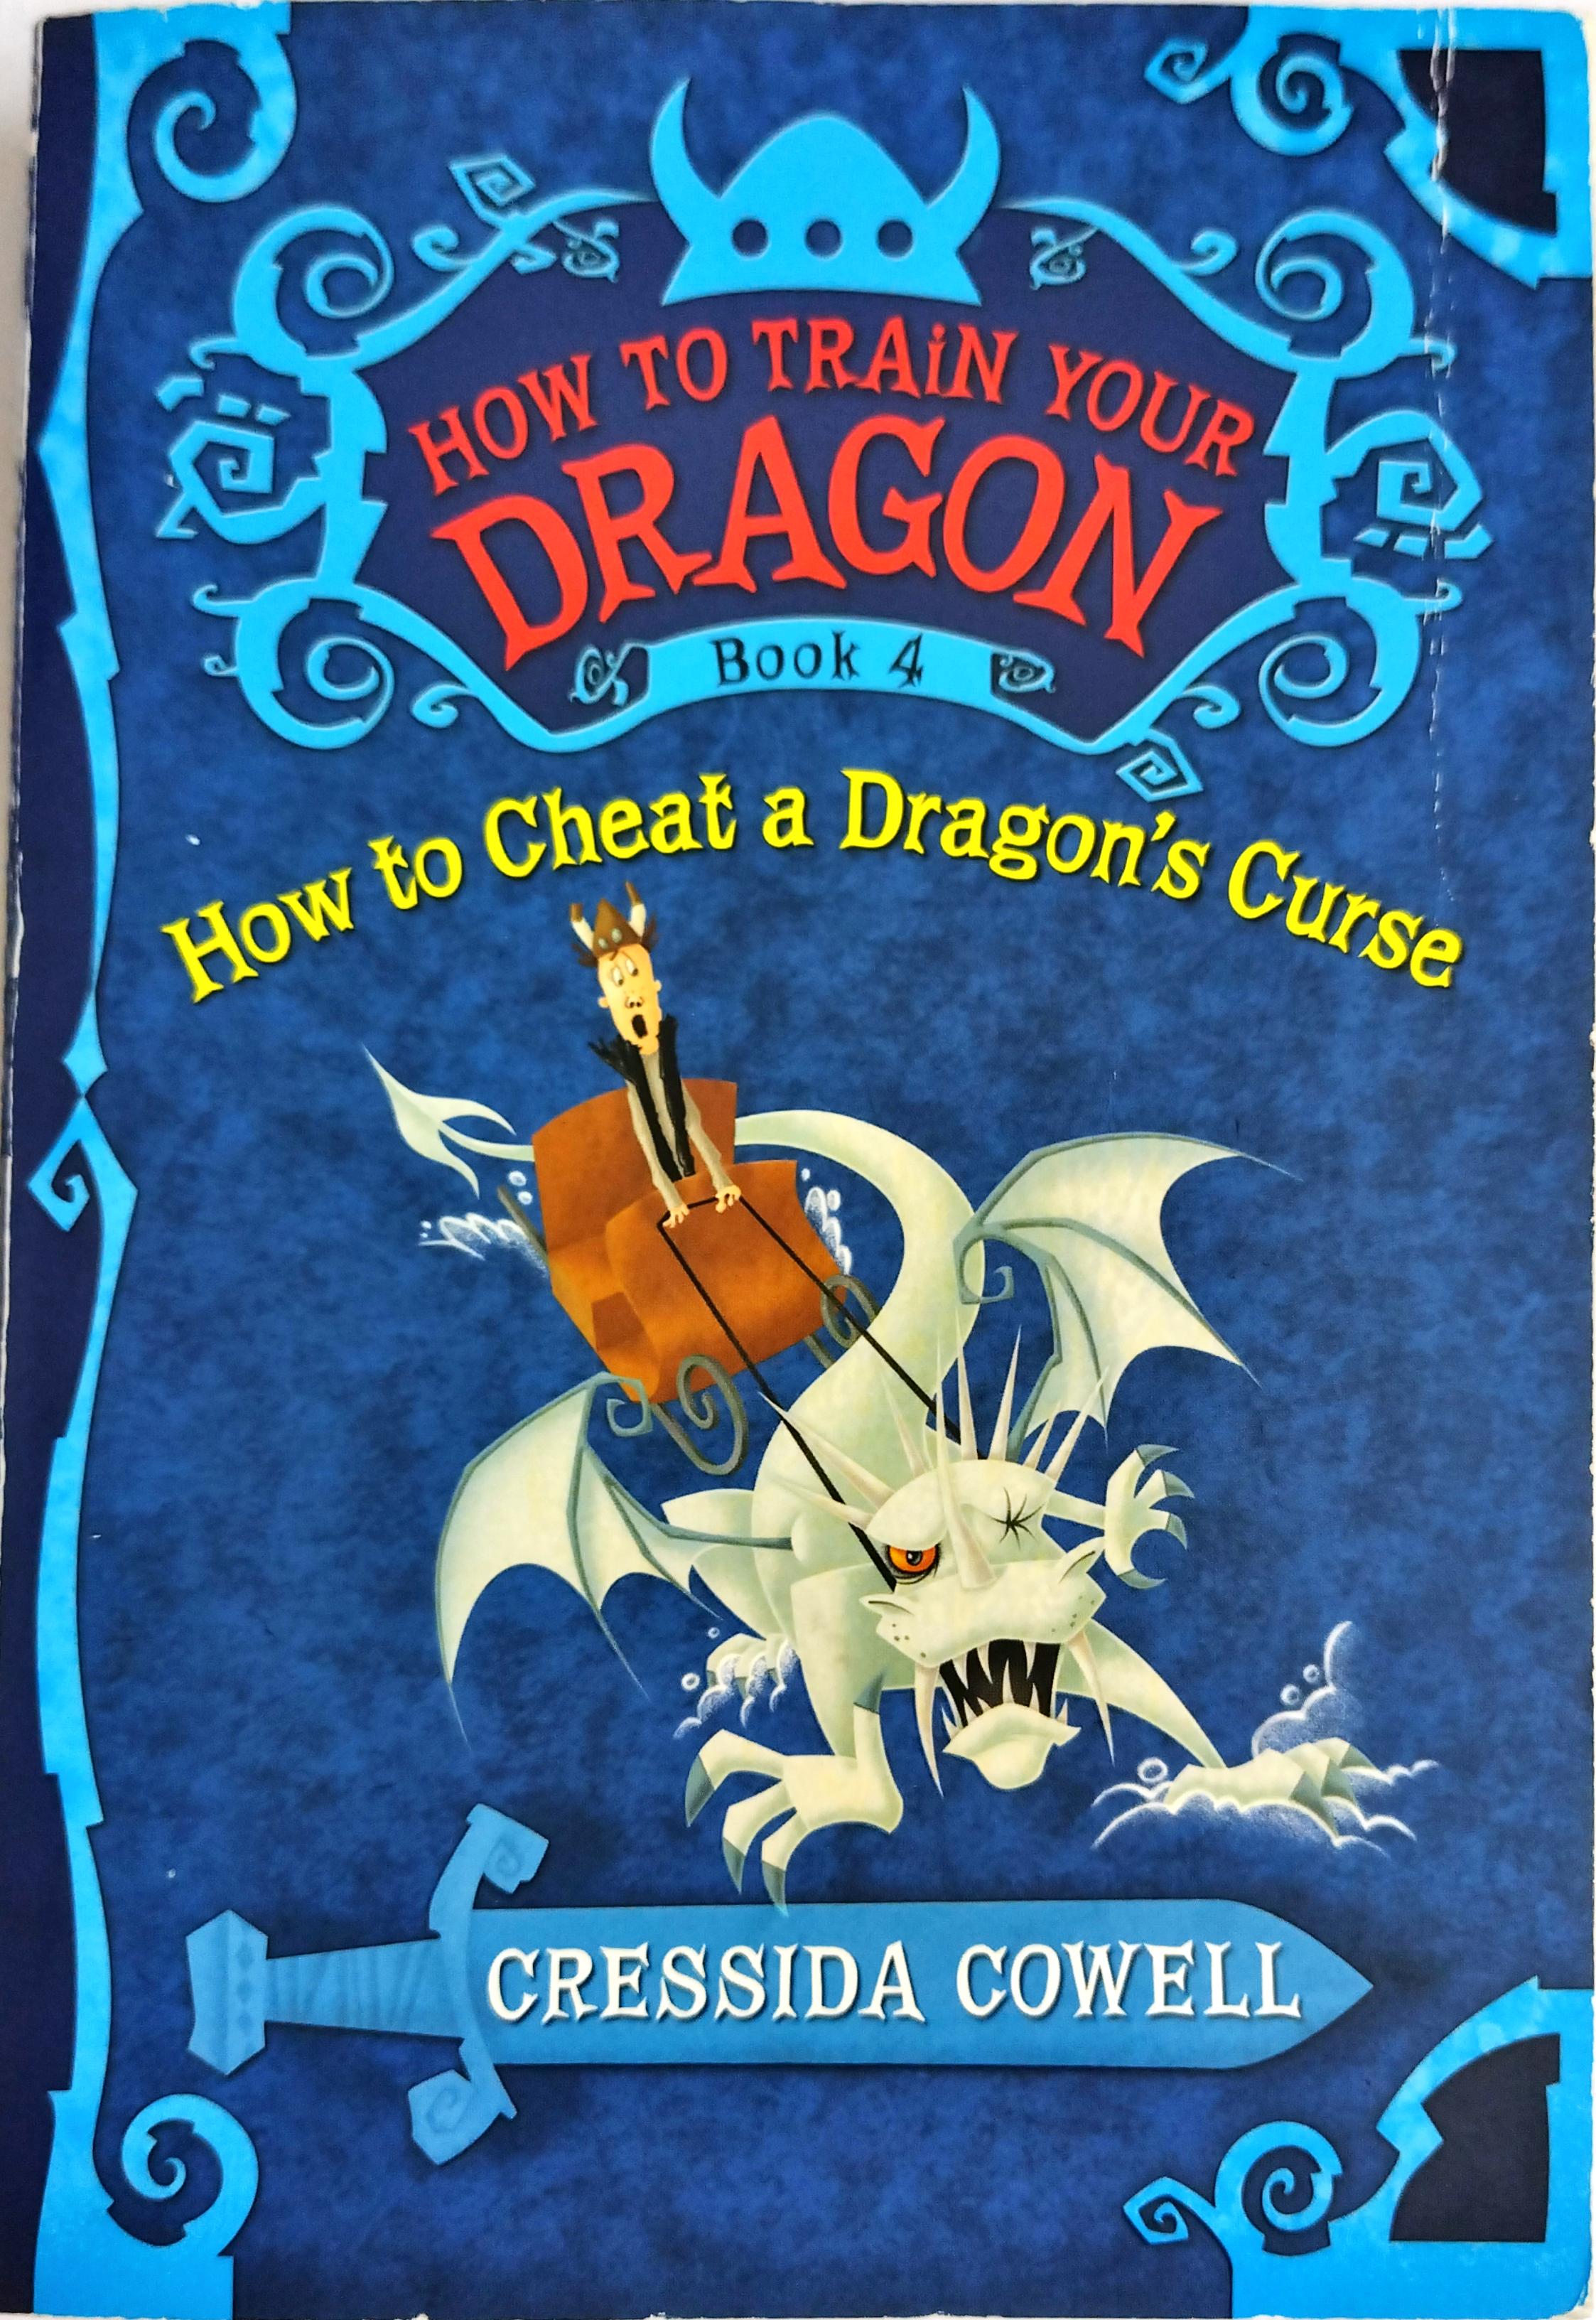 HOW TO TRAiN YOUR
DRAGON
Book 4
How to Cheat a Dragon's Curse
CRESSIDA COWELL